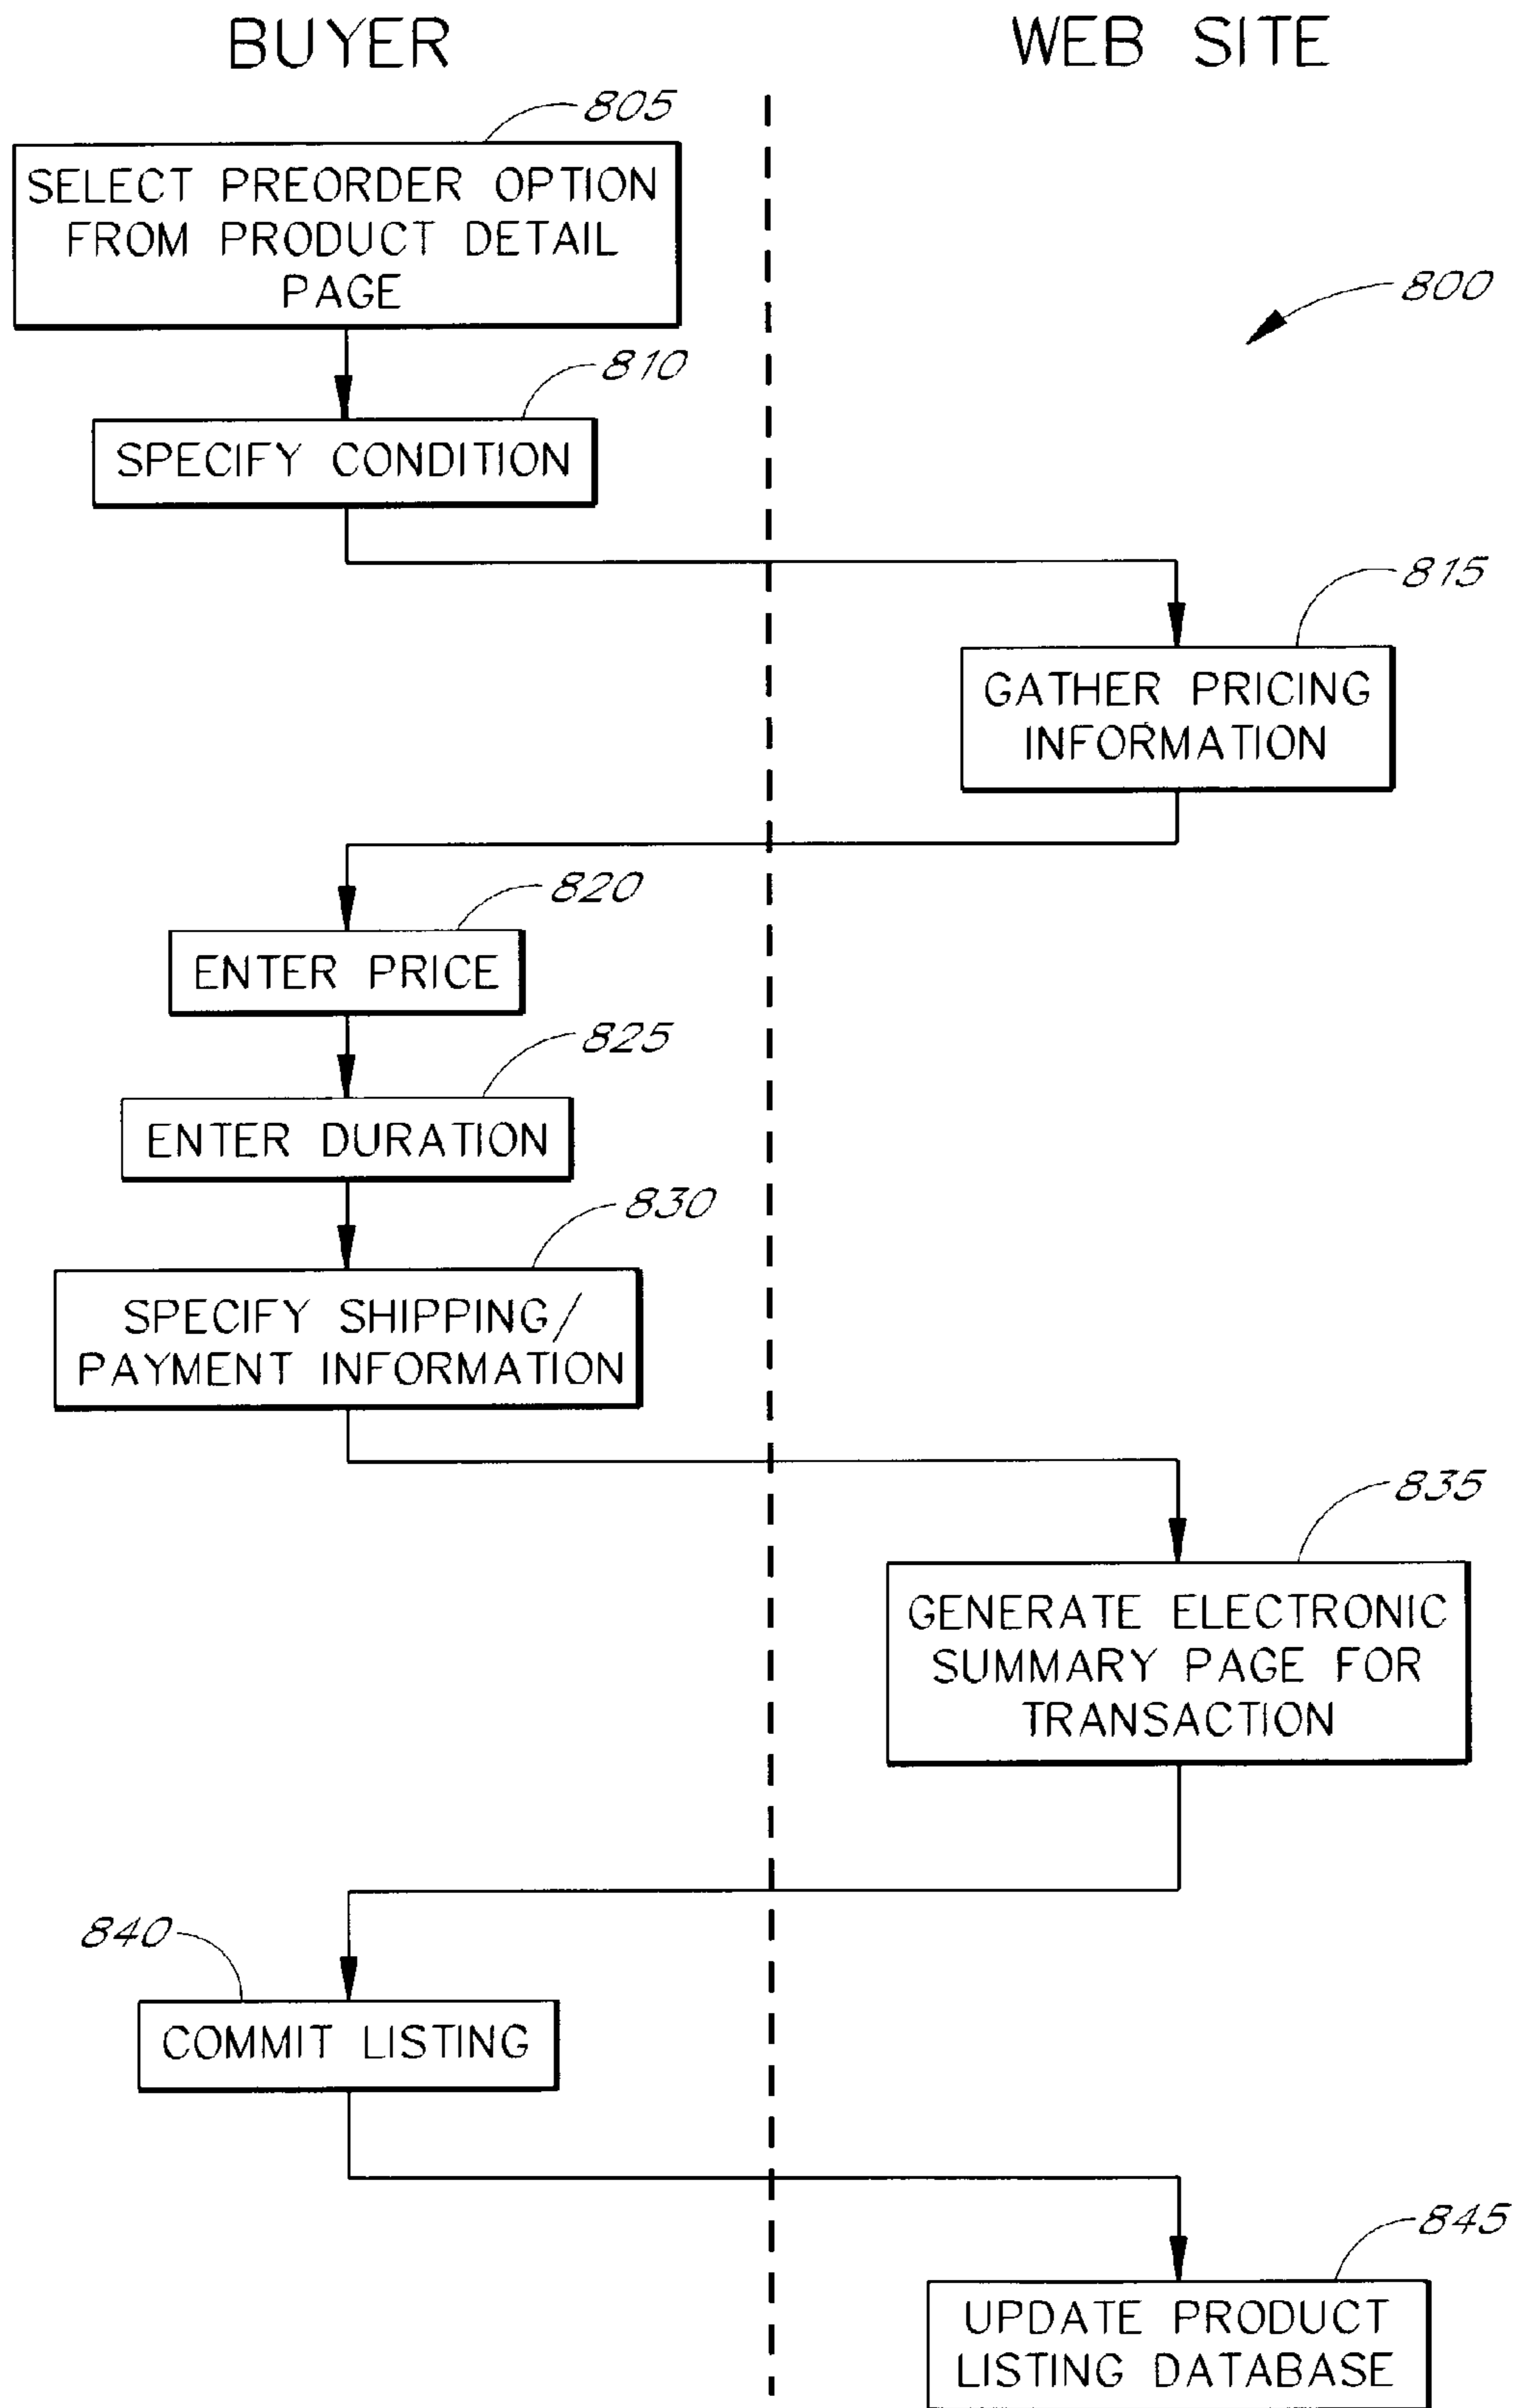 BUYER
WEB SITE
805
SELECT PREORDER OPTION
FROM PRODUCT DETAIL
PAGE
800
810
SPECIFY CONDITION
815
GATHER PRICING
INFORMATION
820
ENTER PRICE
825
ENTER DURATION
830
SPECIFY SHIPPING/
PAYMENT INFORMATION
835
GENERATE ELECTRONIC
SUMMARY PAGE FOR
TRANSACTION
840
COMMIT LISTING
845
UPDATE PRODUCT
LISTING DATABASE